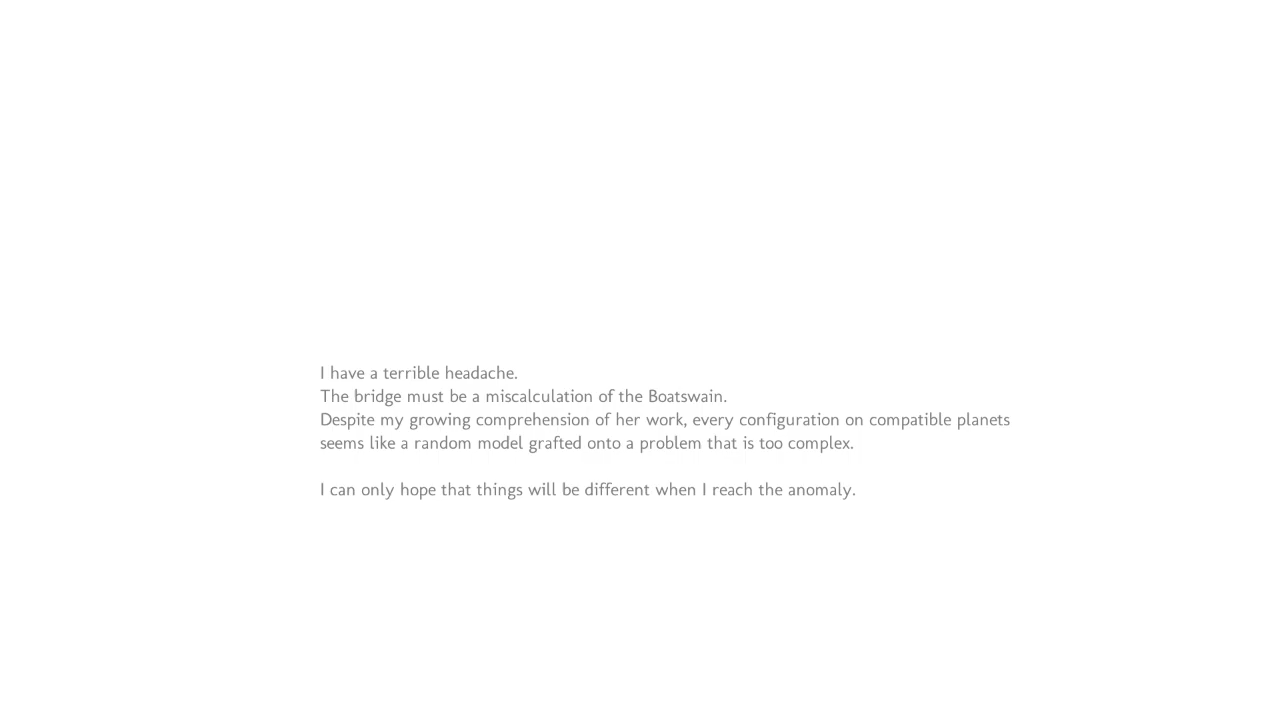 I have a terrible headache.
The bridge must be a miscalculation of the Boatswain.
Despite my growing comprehension of her work, every configuration on compatible planets
seems like a random model grafted onto a problem that is too complex.
I can only hope that things will be different when I reach the anomaly.